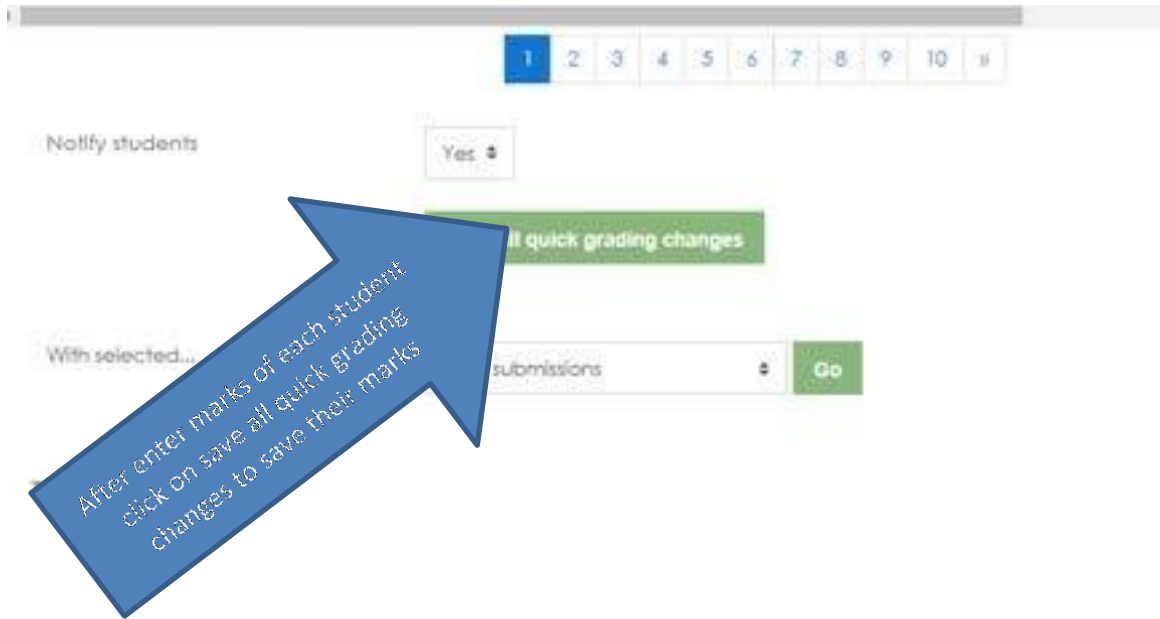 1 2 3 4 5 6 7 8 9 10 »
Notify students
Yes
ll quick grading changes
With selected...
submissions
Go
After enter marks of each student
click on save all quick grading
changes to save their marks